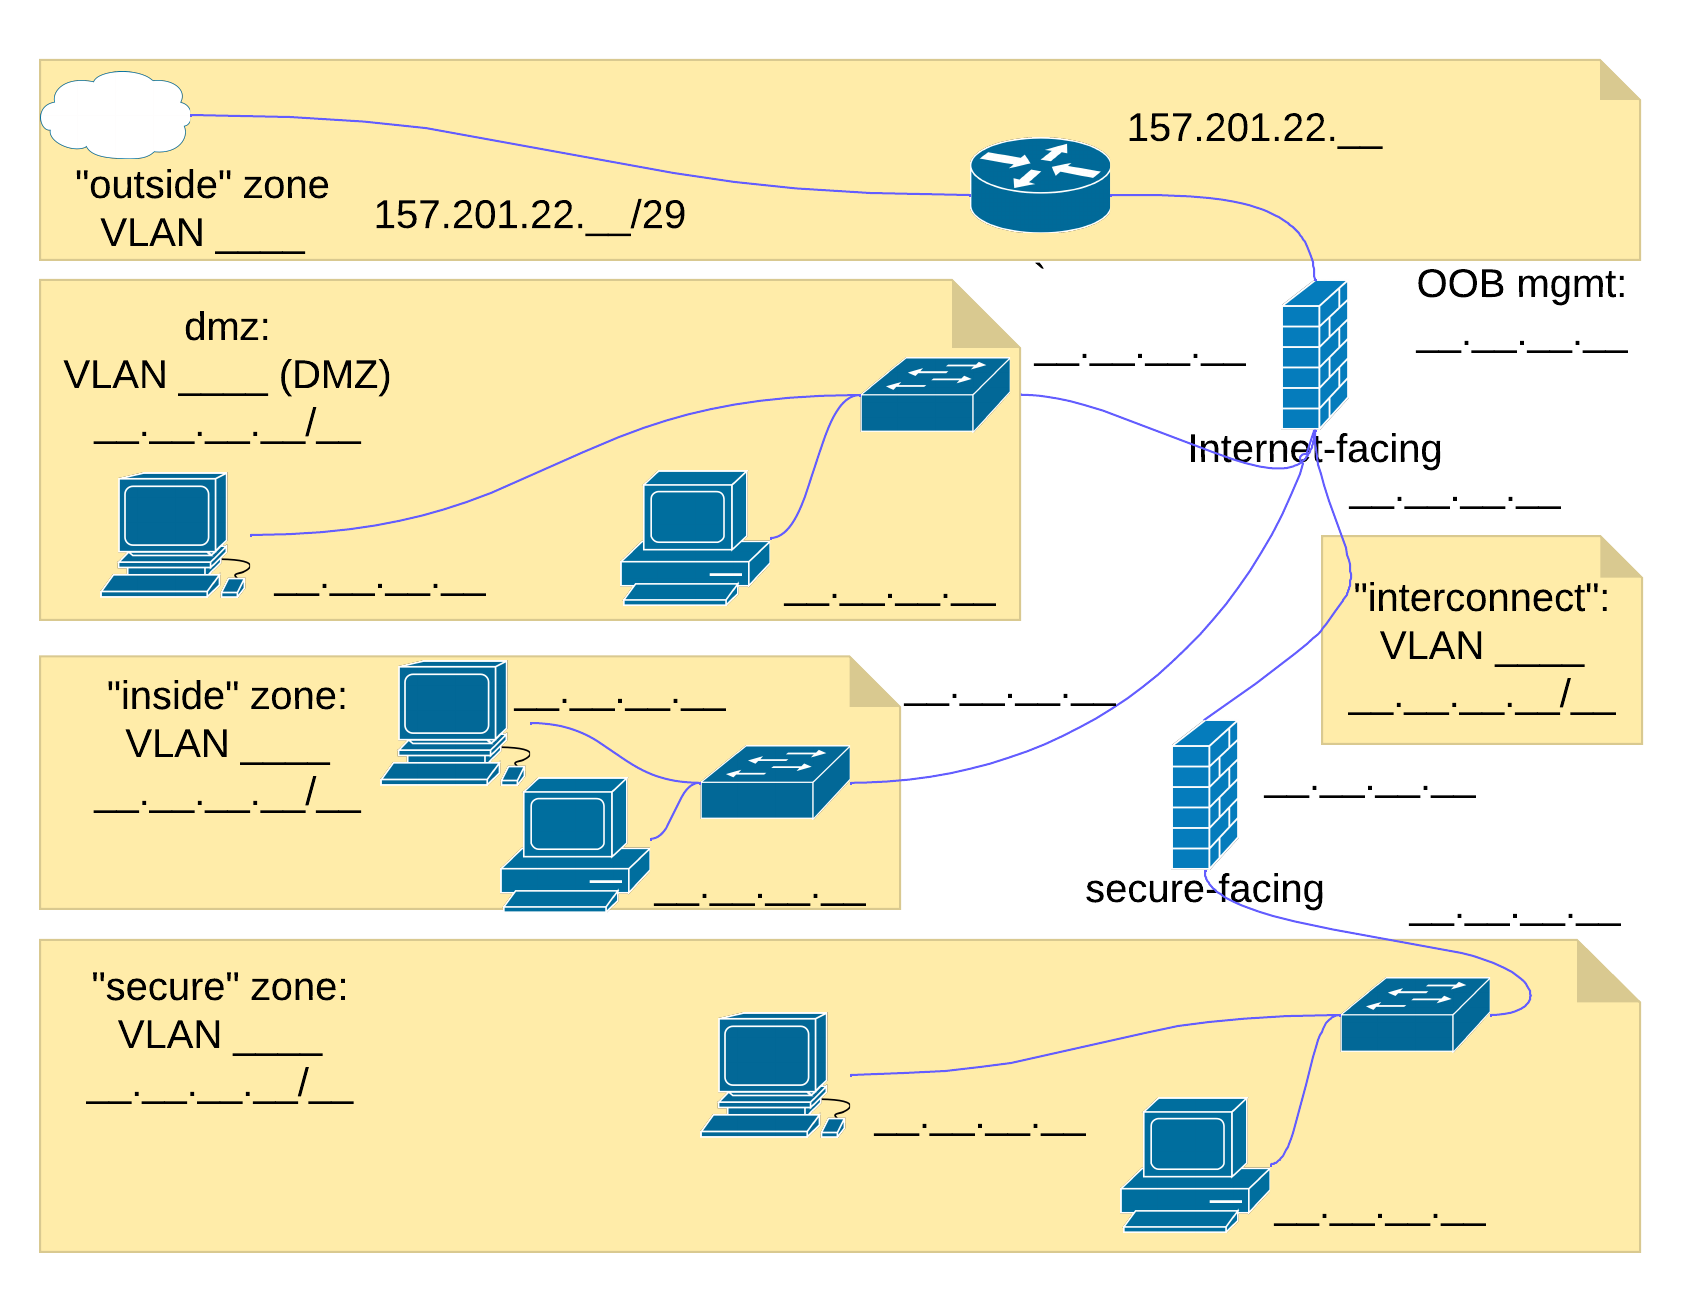 157.201.22.__
"outside" zone
VLAN ____
157.201.22.__/29
`
OOB mgmt:
__.__.__.__
dmz:
VLAN ____ (DMZ)
__.__.__.__/__
__.__.__.__
Internet-facing
__.__.__.__
__.__.__.__
__.__.__.__
"interconnect":
VLAN ____
__.__.__.__/__
"inside" zone:
VLAN ____
__.__.__.__/__
__.__.__.__
__.__.__.__
__.__.__.__
__.__.__.__
secure-facing
__.__.__.__
"secure" zone:
VLAN ____
__.__.__.__/__
__.__.__.__
__.__.__.__